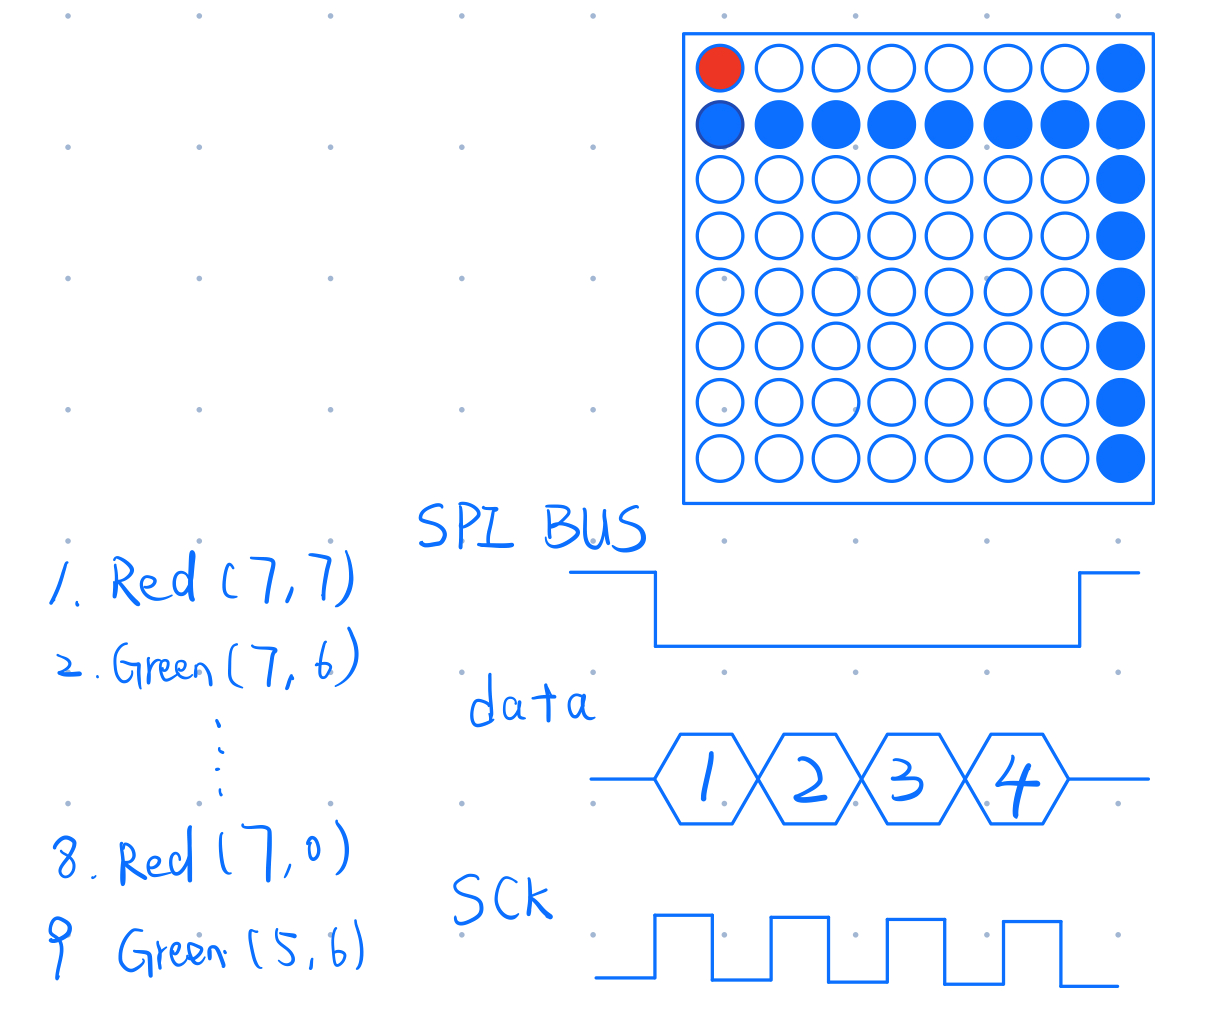 SPI BUS
1. Red (7,7)
2. Green (7,6)
data
1 2 3 4
8. Red (7,0)
SCK
9 Green (5,6)